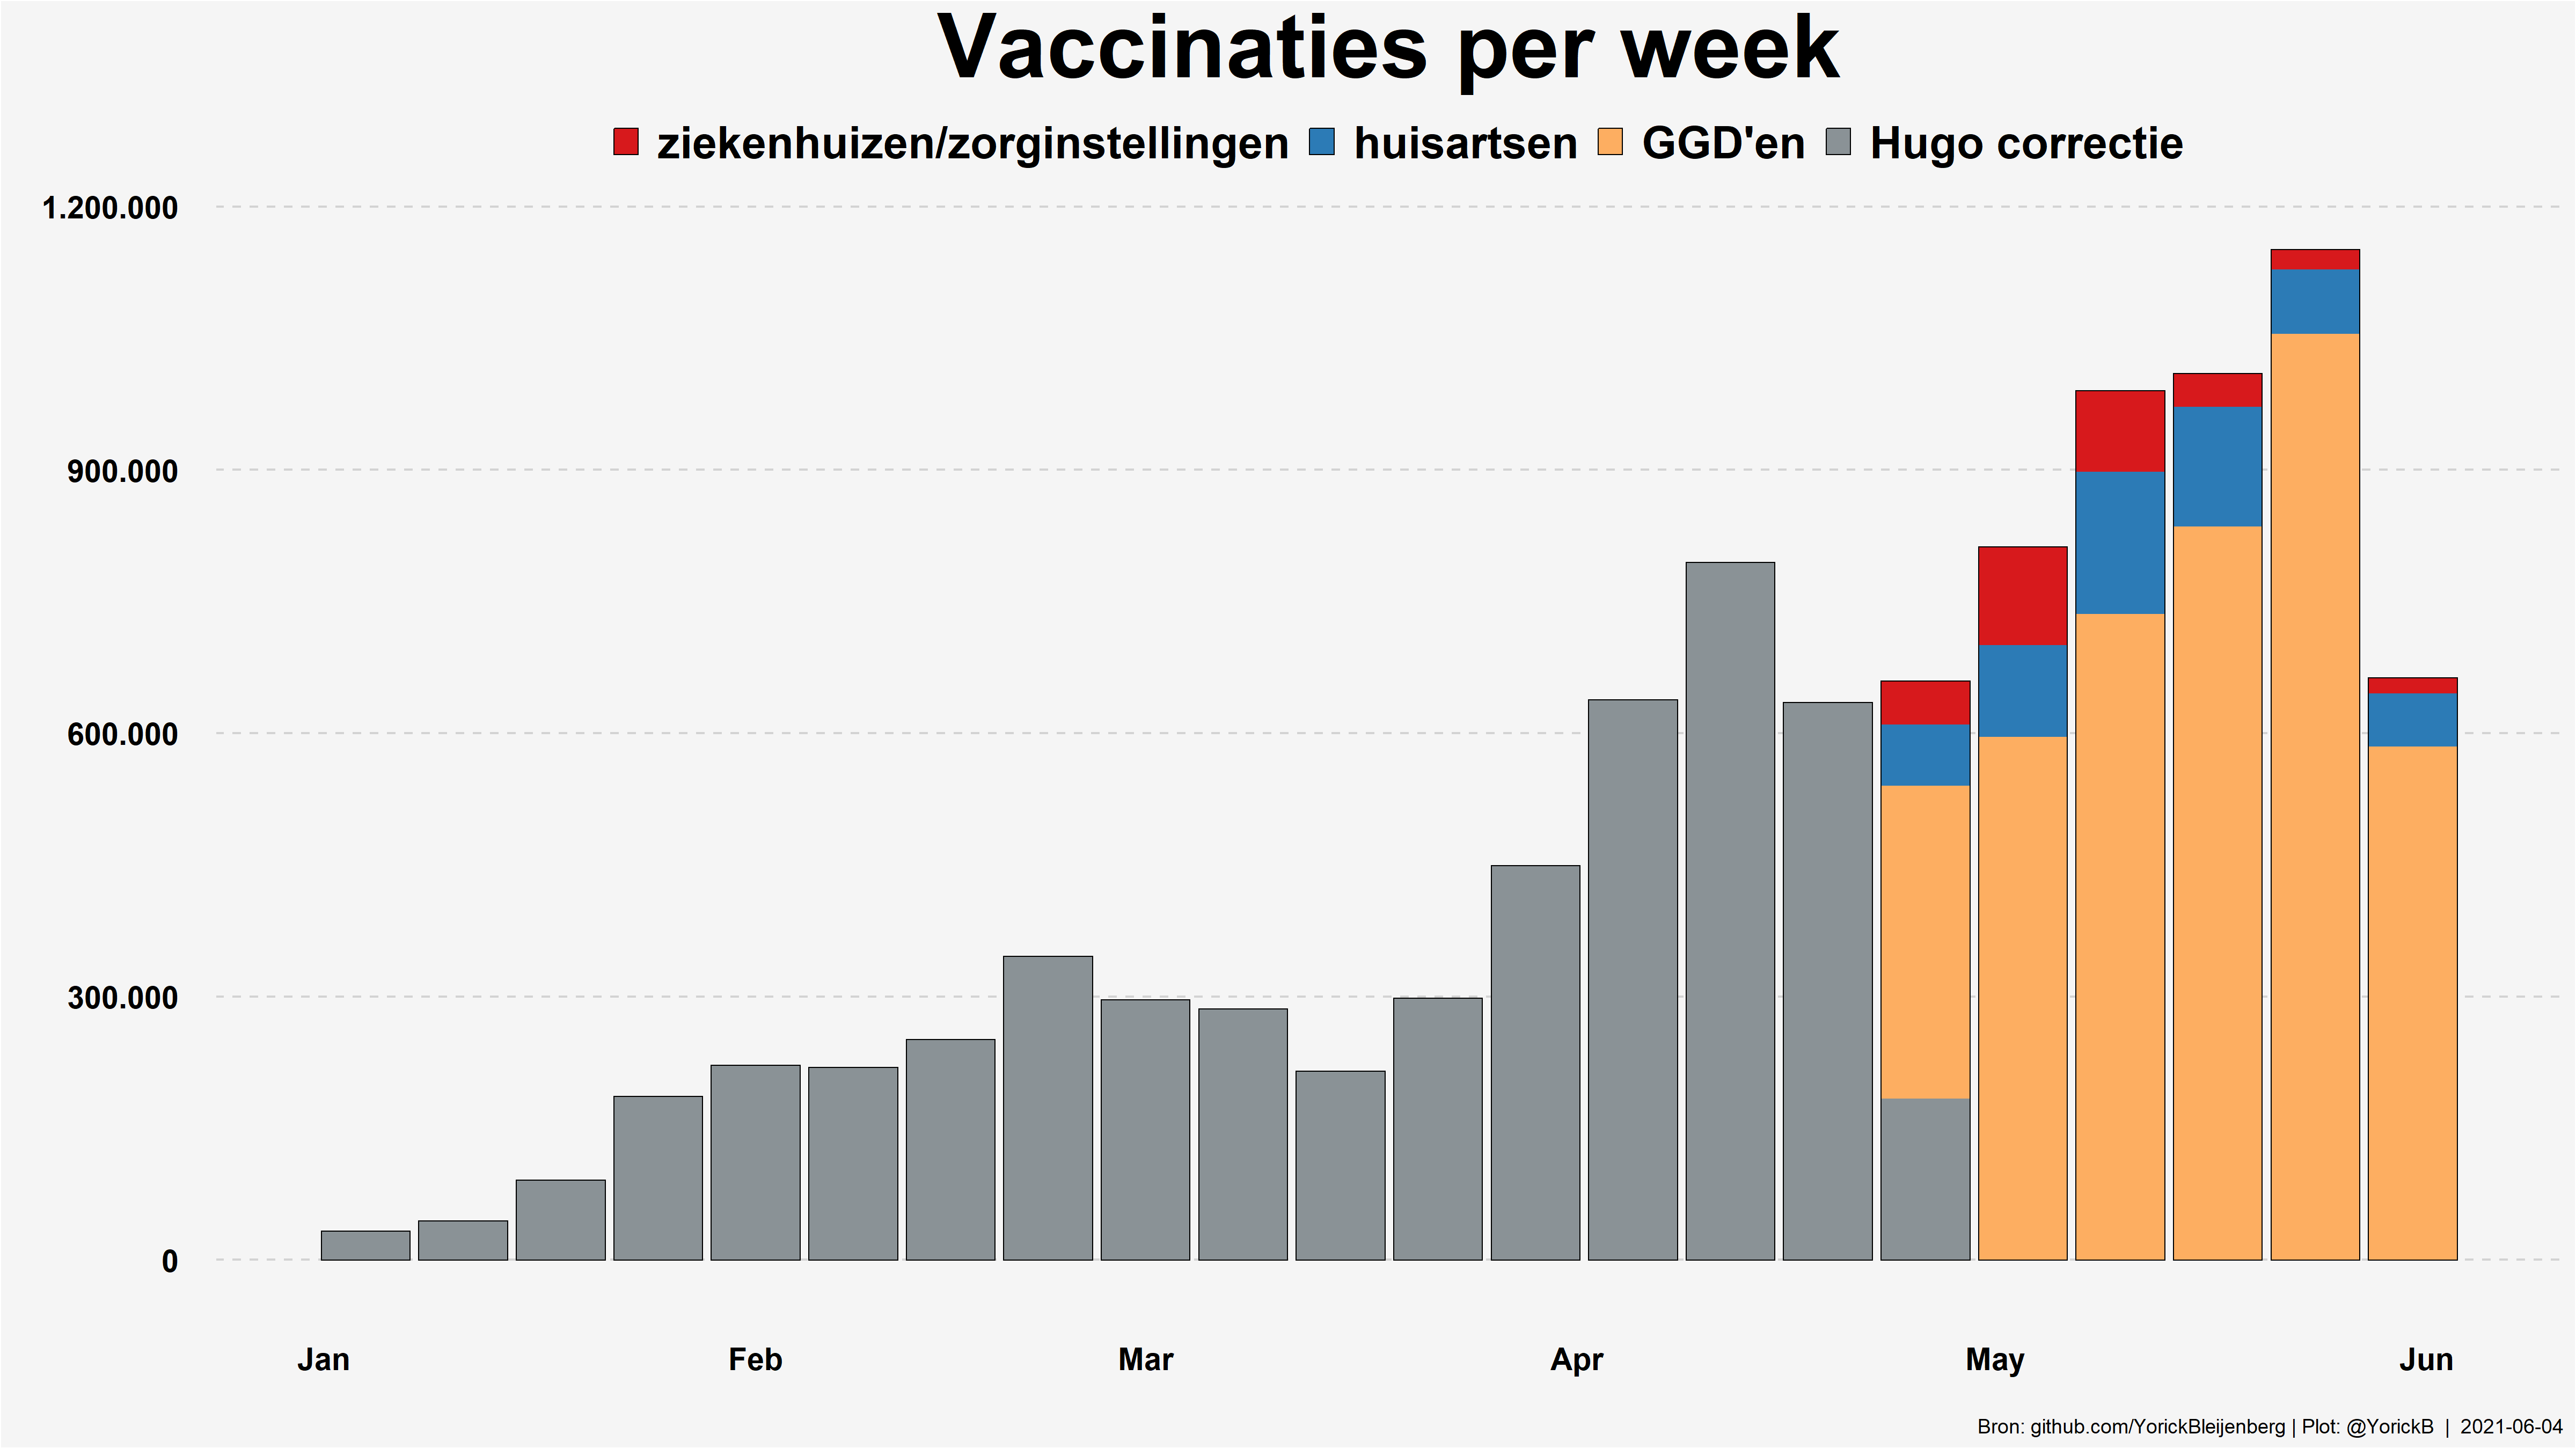 Vaccinaties per week
ziekenhuizen/zorginstellingen huisartsen GGD'en Hugo correctie
1.200.000
900.000
600.000
300.000
0
Jan Feb Mar Apr May Jun
Bron: github.com/YorickBleijenberg | Plot: @YorickB | 2021-06-04